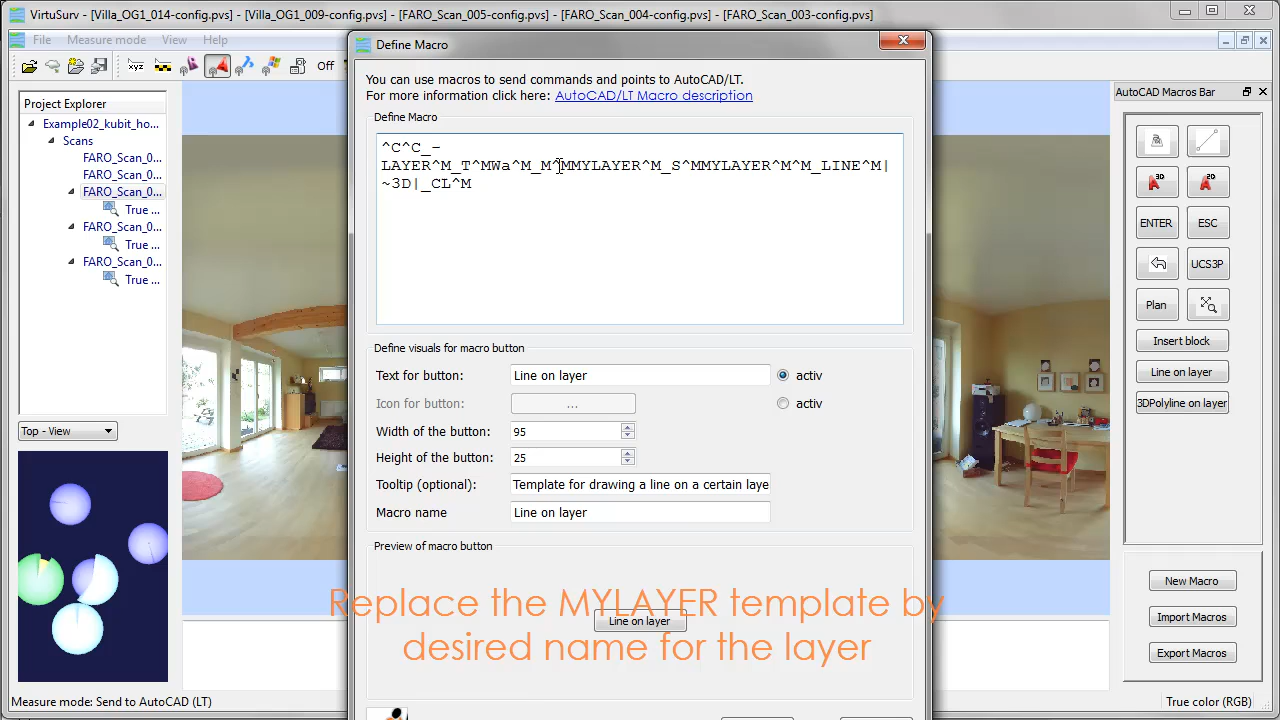 VirtuSurv - [Villa_OG1_014-config.pvs] - [Villa_OG1_009-config.pvs] - [FARO_Scan_005-config.pvs] - [FARO_Scan_004-config.pvs] - [FARO_Scan_003-config.pvs]
File Measure mode View Help
Off
Project Explorer
Example02_kubit_ho...
Scans
FARO_Scan_0...
FARO_Scan_0...
FARO_Scan_0...
True ...
FARO_Scan_0...
True ...
FARO_Scan_0...
True ...
Top - View
Define Macro
You can use macros to send commands and points to AutoCAD/LT.
For more information click here: AutoCAD/LT Macro description
Define Macro
^C^C_-
LAYER^M_T^MWa^M_M^MMYLAYER^M_S^MMYLAYER^M^M_LINE^M|
~3D|_CL^M
Define visuals for macro button
Text for button: Line on layer activ
Icon for button: ... activ
Width of the button: 95
Height of the button: 25
Tooltip (optional): Template for drawing a line on a certain laye
Macro name Line on layer
Preview of macro button
Line on layer
Replace the MYLAYER template by
desired name for the layer
AutoCAD Macros Bar
3D 2D
ENTER ESC
UCS3P
Plan
Insert block
Line on layer
3DPolyline on layer
New Macro
Import Macros
Export Macros
Measure mode: Send to AutoCAD (LT)
True color (RGB)